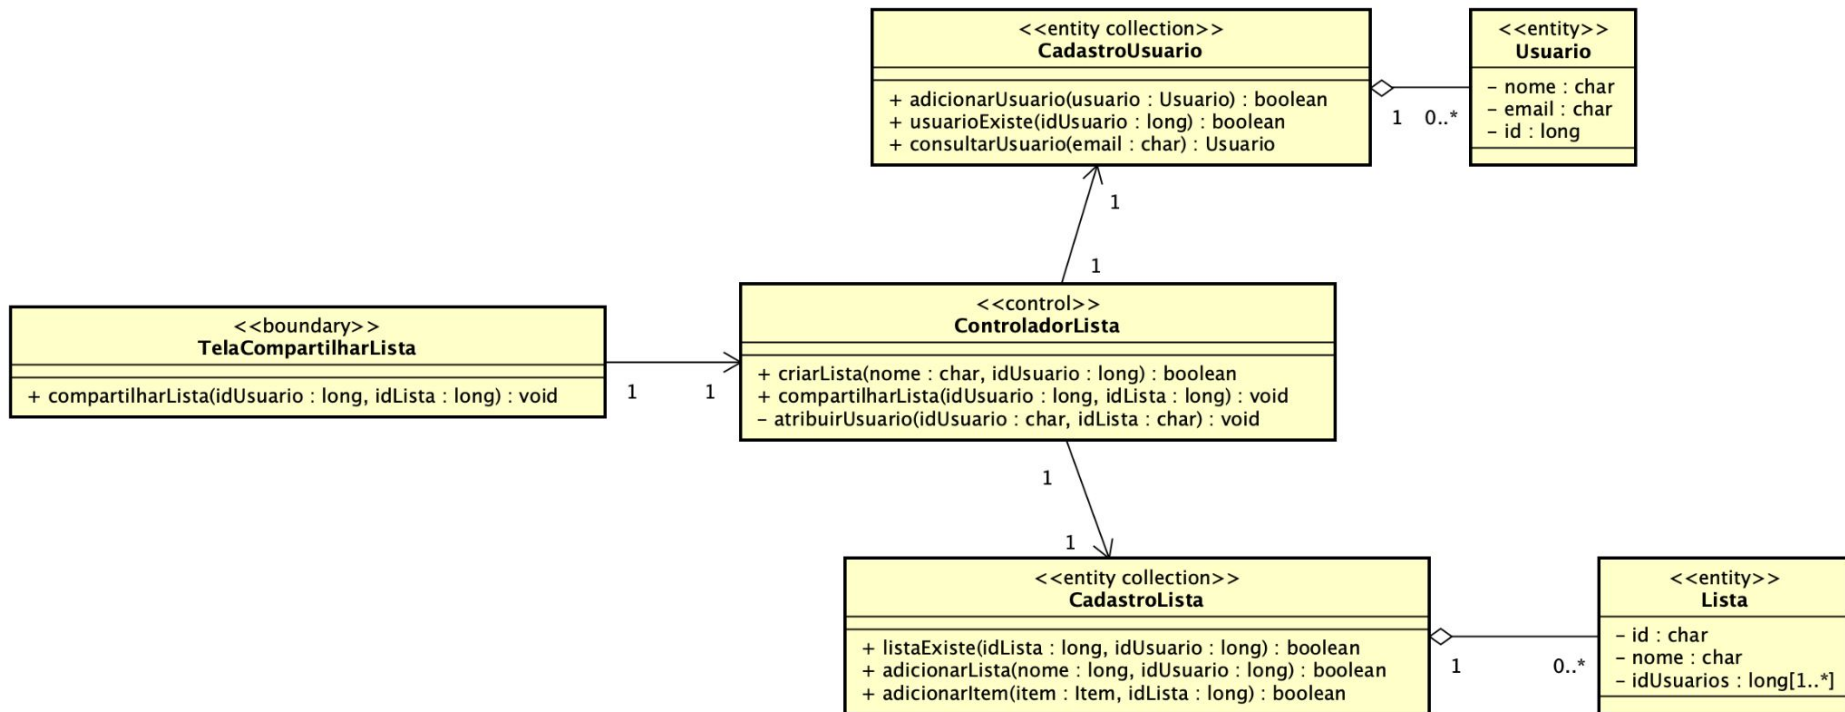 <<entity collection>>
CadastroUsuario
+ adicionarUsuario(usuario : Usuario) : boolean
+ usuarioExiste(idUsuario : long) : boolean
+ consultarUsuario(email : char) : Usuario
1
0..*
<<entity>>
Usuario
- nome : char
- email : char
- id : long
1
1
<<boundary>>
TelaCompartilharLista
+ compartilharLista(idUsuario : long, idLista : long) : void
1
1
<<control>>
ControladorLista
+ criarLista(nome : char, idUsuario : long) : boolean
+ compartilharLista(idUsuario : long, idLista : long) : void
- atribuirUsuario(idUsuario : char, idLista : char) : void
1
1
<<entity collection>>
CadastroLista
+ listaExiste(idLista : long, idUsuario : long) : boolean
+ adicionarLista(nome : long, idUsuario : long) : boolean
+ adicionarItem(item : Item, idLista : long) : boolean
1
0..*
<<entity>>
Lista
- id : char
- nome : char
- idUsuarios : long[1..*]